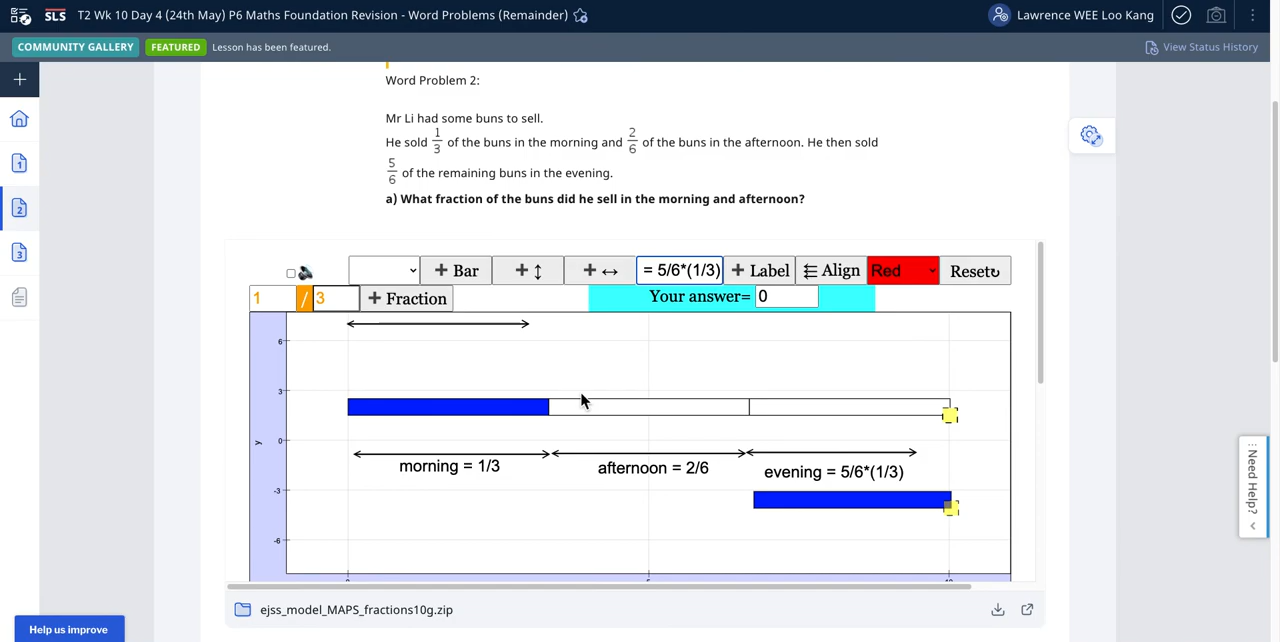 SLS T2 Wk 10 Day 4 (24th May) P6 Maths Foundation Revision - Word Problems (Remainder) Lawrence WEE Loo Kang
COMMUNITY GALLERY FEATURED Lesson has been featured. View Status History
Word Problem 2:
Mr Li had some buns to sell.
He sold 1/3 of the buns in the morning and 2/6 of the buns in the afternoon. He then sold
5/6 of the remaining buns in the evening.
a) What fraction of the buns did he sell in the morning and afternoon?
+ Bar + ↕ + ↔ = 5/6*(1/3) + Label Align Red Reset↻
1 / 3 + Fraction Your answer= 0
6
3
0
-3
-6
y
morning = 1/3 afternoon = 2/6 evening = 5/6*(1/3)
0 5 10
ejss_model_MAPS_fractions10g.zip
1
2
3
Need Help?
Help us improve